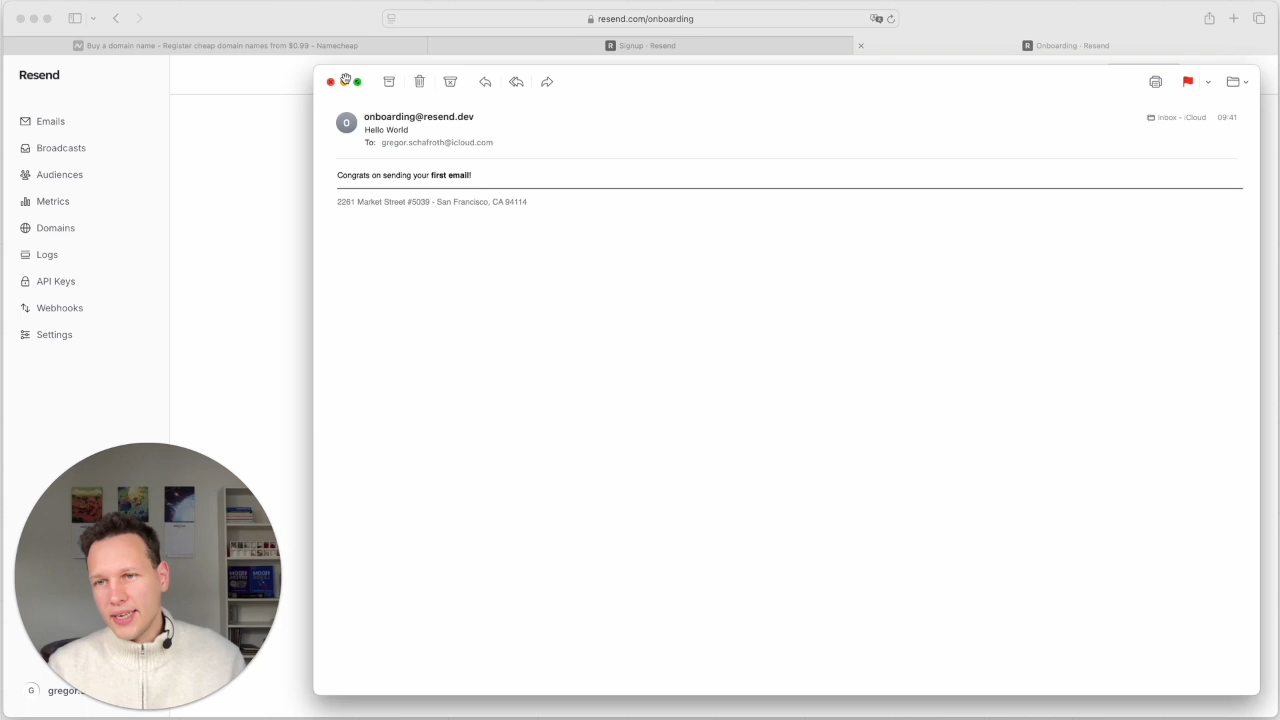 resend.com/onboarding
Buy a domain name - Register cheap domain names from $0.99 - Namecheap
R Signup · Resend
R Onboarding · Resend
Resend
Emails
Broadcasts
Audiences
Metrics
Domains
Logs
API Keys
Webhooks
Settings
O
onboarding@resend.dev
Inbox - iCloud 09:41
Hello World
To: gregor.schafroth@icloud.com
Congrats on sending your first email!
2261 Market Street #5039 - San Francisco, CA 94114
G